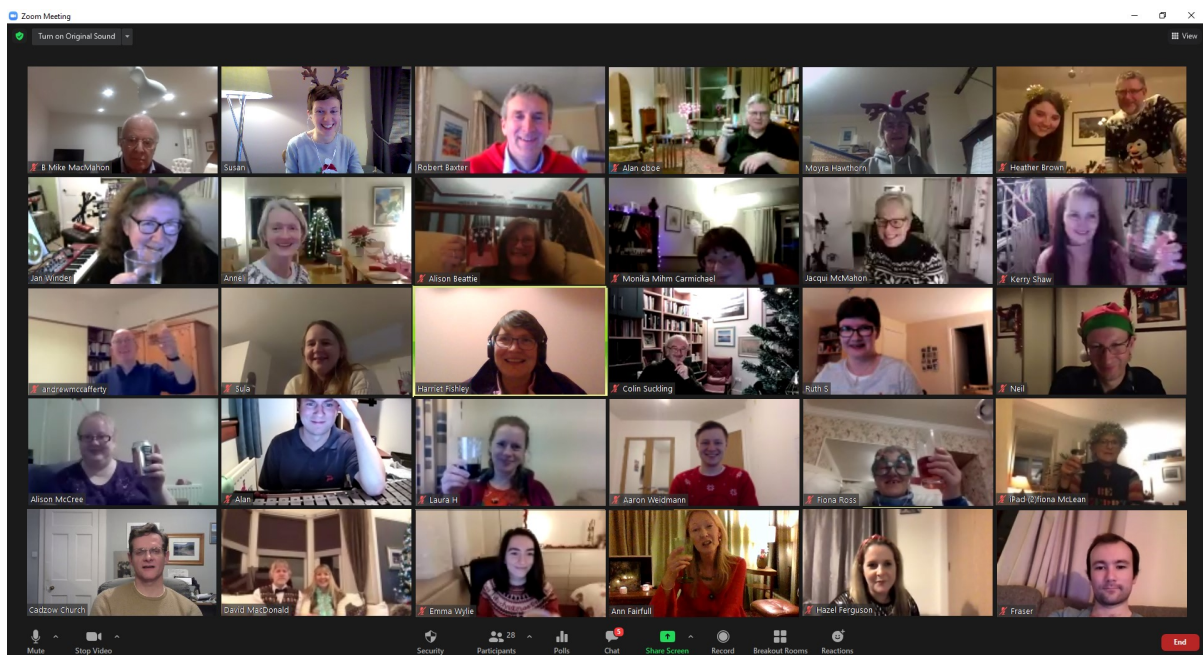 Zoom Meeting
Turn on Original Sound
View
B Mike MacMahon
Susan
Robert Baxter
Alan oboe
Moyra Hawthorn
Heather Brown
Jan Winder
Anneli
Alison Beattie
Monika Mihm Carmichael
Jacqui McMahon
Kerry Shaw
andrewmccafferty
Sula
Harriet Fishley
Colin Suckling
Ruth S
Neil
Alison McCree
Alan
Laura H
Aaron Weidmann
Fiona Ross
iPad-(2)fiona McLean
Cadzow Church
David MacDonald
Emma Wylie
Ann Fairfull
Hazel Ferguson
Fraser
Mute
Stop Video
Security
28
Participants
Polls
5
Chat
Share Screen
Record
Breakout Rooms
Reactions
End